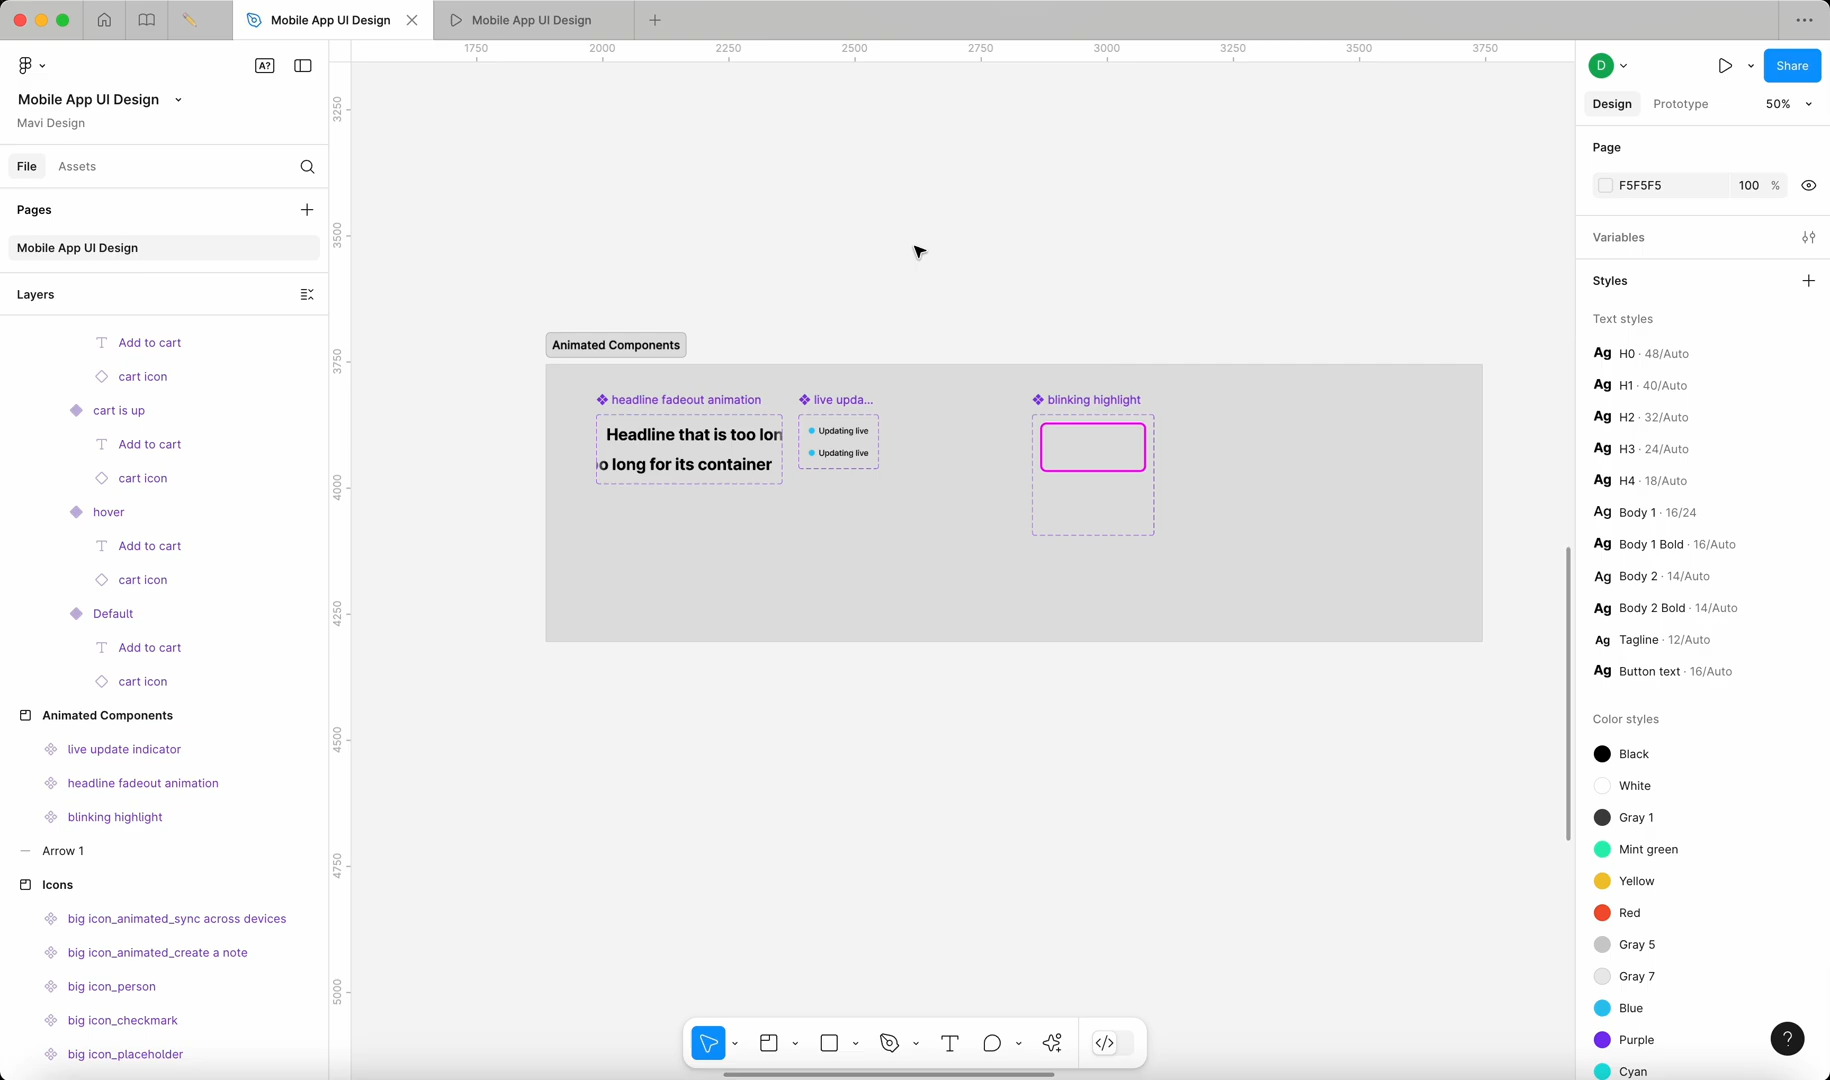 Mobile App UI Design
Mobile App UI Design
A?
Mobile App UI Design
Mavi Design
File
Assets
Pages
Mobile App UI Design
Layers
Add to cart
cart icon
cart is up
Add to cart
cart icon
hover
Add to cart
cart icon
Default
Add to cart
cart icon
Animated Components
live update indicator
headline fadeout animation
blinking highlight
Arrow 1
Icons
big icon_animated_sync across devices
big icon_animated_create a note
big icon_person
big icon_checkmark
big icon_placeholder
1750 2000 2250 2500 2750 3000 3250 3500 3750
3250
3500
3750
4000
4250
4500
4750
5000
Animated Components
headline fadeout animation
Headline that is too lon
o long for its container
live upda...
Updating live
Updating live
blinking highlight
D
Share
Design
Prototype
50%
Page
F5F5F5 100 %
Variables
Styles
Text styles
Ag H0 · 48/Auto
Ag H1 · 40/Auto
Ag H2 · 32/Auto
Ag H3 · 24/Auto
Ag H4 · 18/Auto
Ag Body 1 · 16/24
Ag Body 1 Bold · 16/Auto
Ag Body 2 · 14/Auto
Ag Body 2 Bold · 14/Auto
Ag Tagline · 12/Auto
Ag Button text · 16/Auto
Color styles
Black
White
Gray 1
Mint green
Yellow
Red
Gray 5
Gray 7
Blue
Purple
Cyan
?